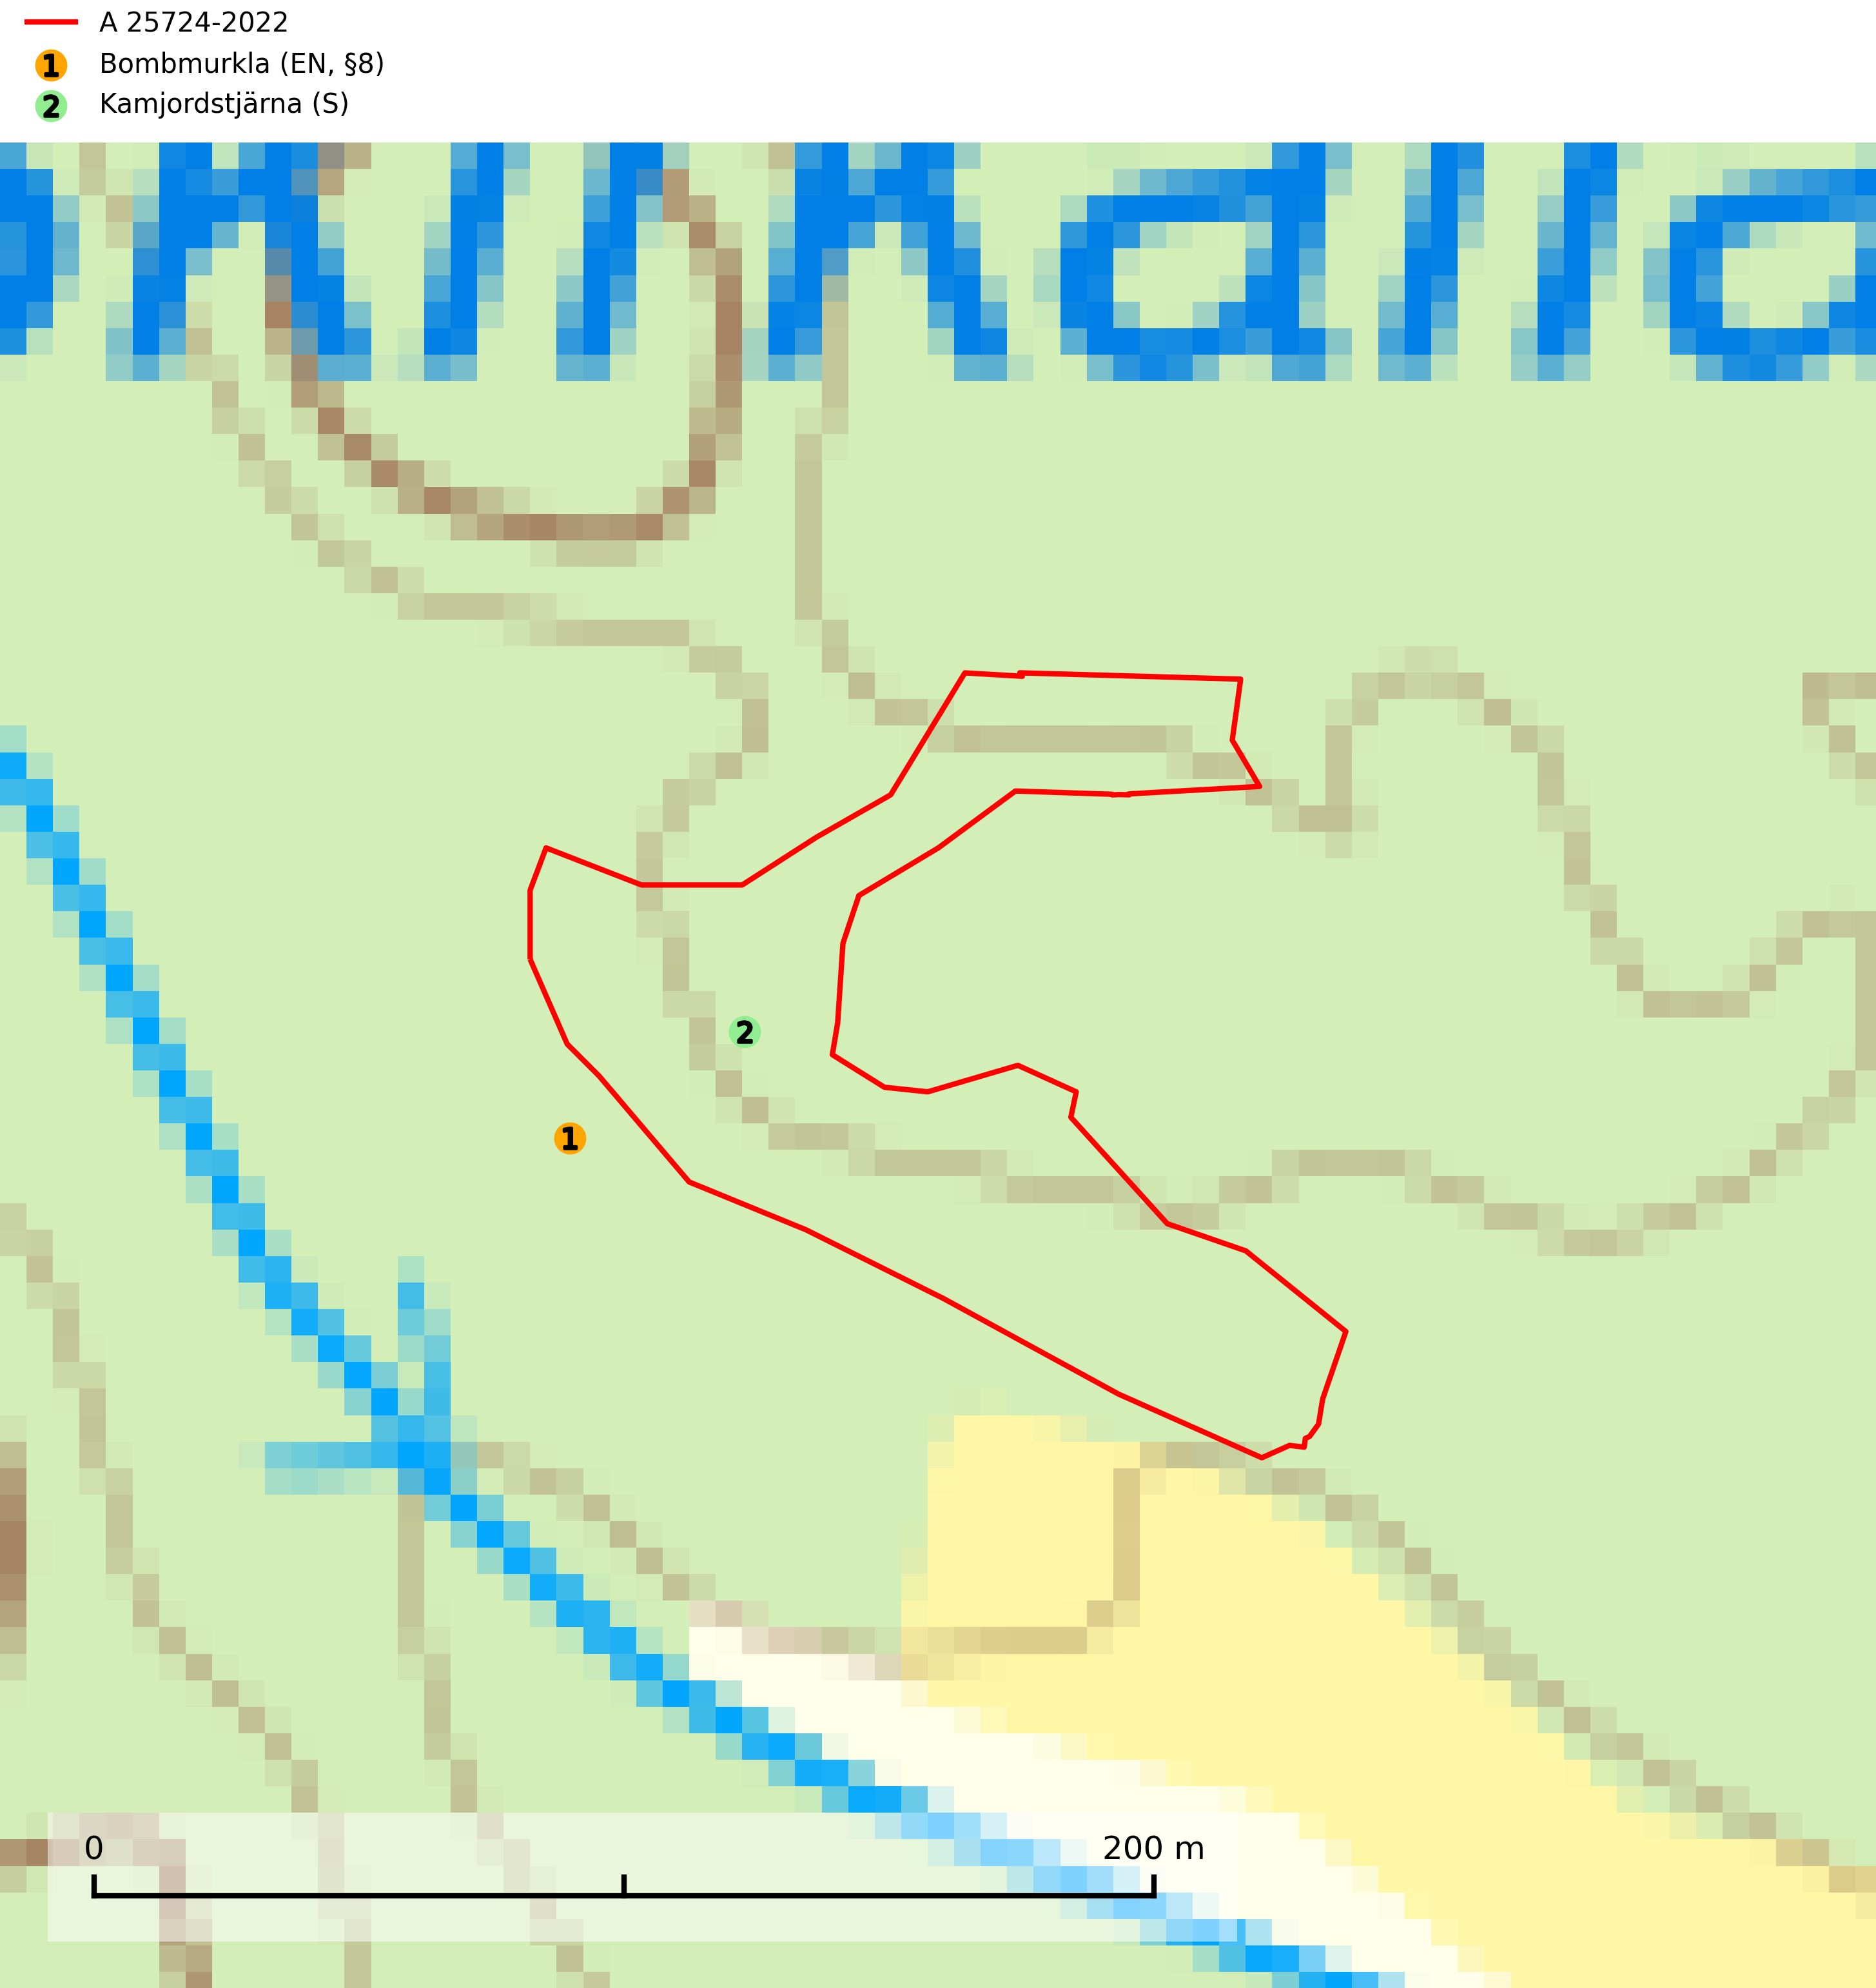 A 25724-2022
1 Bombmurkla (EN, §8)
2 Kamjordstjärna (S)
2
1
0 200 m